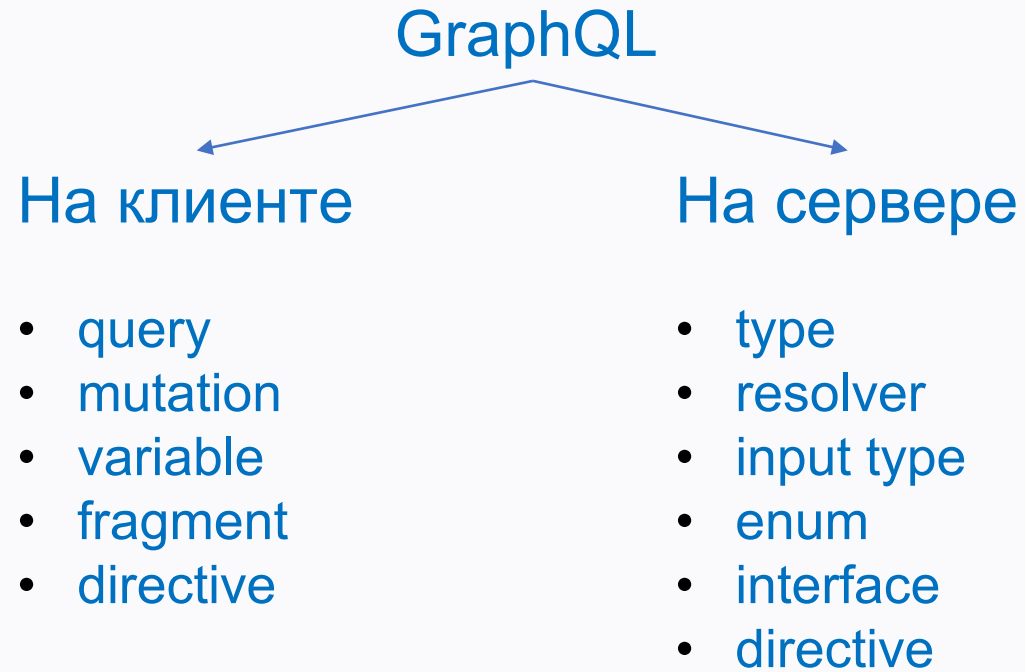 GraphQL
На клиенте
• query
• mutation
• variable
• fragment
• directive
На сервере
• type
• resolver
• input type
• enum
• interface
• directive